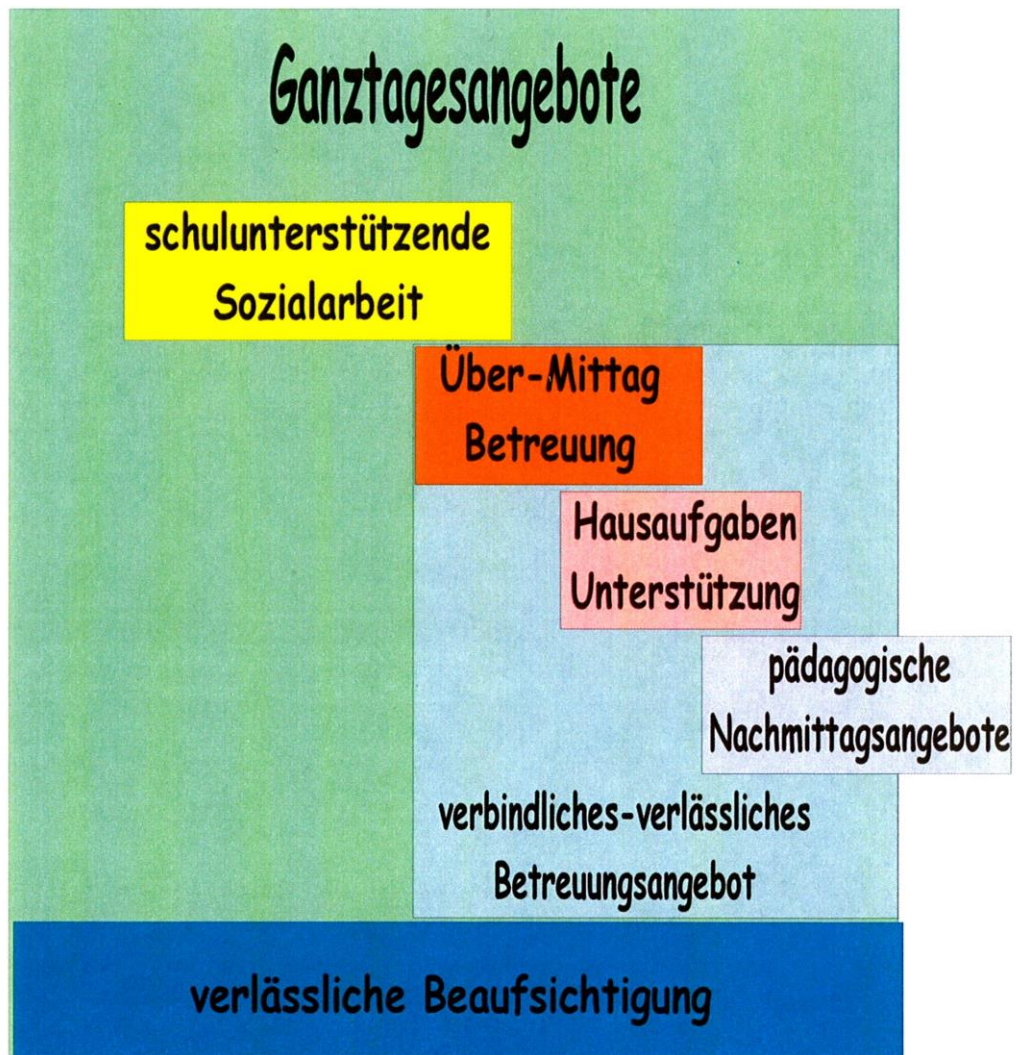 Ganztagesangebote
schulunterstützende
Sozialarbeit
Über-Mittag
Betreuung
Hausaufgaben
Unterstützung
pädagogische
Nachmittagsangebote
verbindliches-verlässliches
Betreuungsangebot
verlässliche Beaufsichtigung